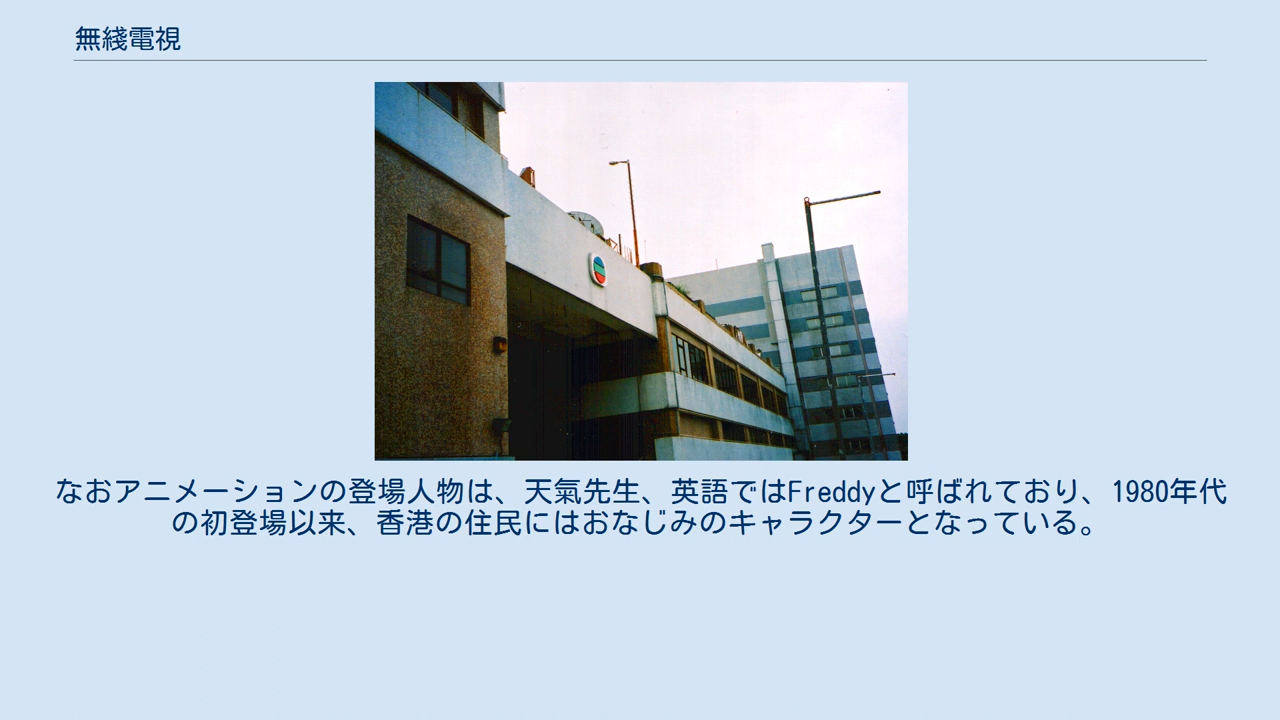 無綫電視
なおアニメーションの登場人物は、天氣先生、英語ではFreddyと呼ばれており、1980年代
の初登場以来、香港の住民にはおなじみのキャラクターとなっている。